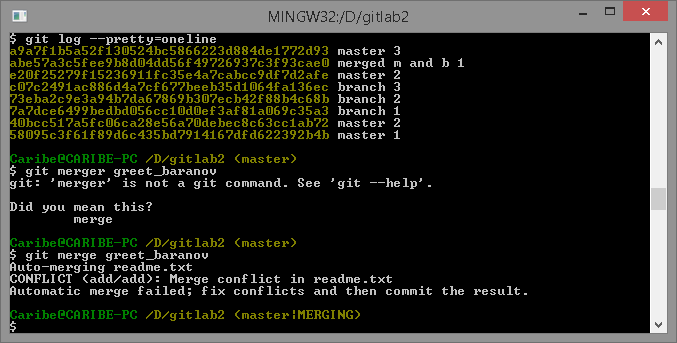 MINGW32:/D/gitlab2
$ git log --pretty=oneline
a9a7f1b5a52f130524bc5866223d884de1772d93 master 3
abe57a3c5fee9b8d04dd56f49726937c3f93cae0 merged m and b 1
e20f25279f15236911fc35e4a7cabcc9df7d2afe master 2
c07c2491ac886d4a7cf677beeb35d1064fa136ec branch 3
73eba2c9e3a94b7da67869b307ecb42f88b4c68b branch 2
7a7dce6499bedbd056cc10d0ef3af81a069c35a3 branch 1
40bcc517a5fc06ca28e56a70debec8c63cc1ab72 master 2
58095c3f61f89d6c435bd7914167dfd622392b4b master 1
Caribe@CARIBE-PC /D/gitlab2 (master)
$ git merger greet_baranov
git: 'merger' is not a git command. See 'git --help'.
Did you mean this?
merge
Caribe@CARIBE-PC /D/gitlab2 (master)
$ git merge greet_baranov
Auto-merging readme.txt
CONFLICT (add/add): Merge conflict in readme.txt
Automatic merge failed; fix conflicts and then commit the result.
Caribe@CARIBE-PC /D/gitlab2 (master|MERGING)
$